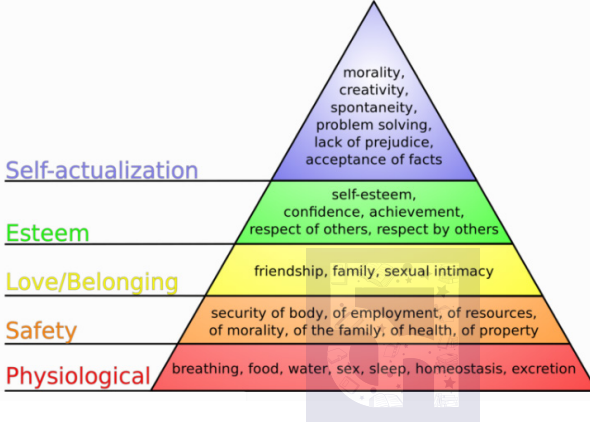 morality,
creativity,
spontaneity,
problem solving,
lack of prejudice,
acceptance of facts
Self-actualization
self-esteem,
confidence, achievement,
respect of others, respect by others
Esteem
friendship, family, sexual intimacy
Love/Belonging
security of body, of employment, of resources,
of morality, of the family, of health, of property
Safety
breathing, food, water, sex, sleep, homeostasis, excretion
Physiological